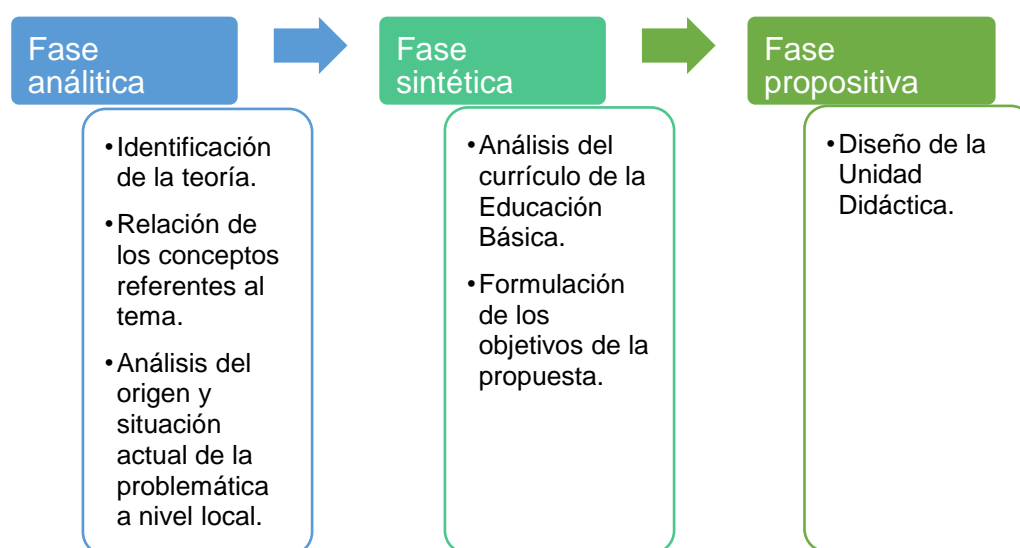 Fase
análitica
•Identificación
de la teoría.
•Relación de
los conceptos
referentes al
tema.
•Análisis del
origen y
situación
actual de la
problemática
a nivel local.
Fase
sintética
•Análisis del
currículo de la
Educación
Básica.
•Formulación
de los
objetivos de la
propuesta.
Fase
propositiva
•Diseño de la
Unidad
Didáctica.